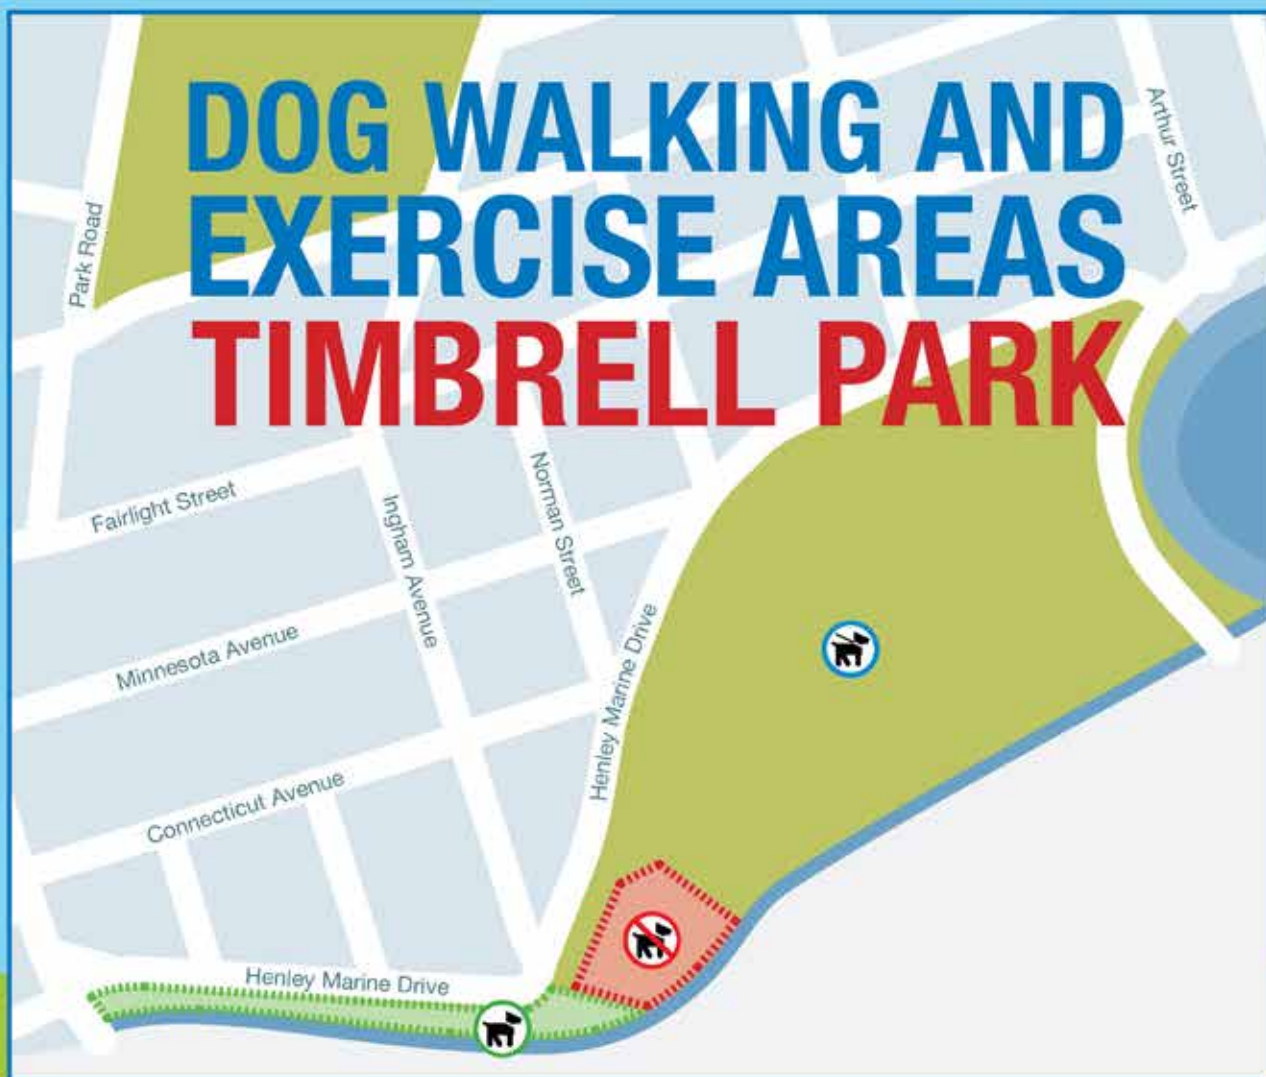 DOG WALKING AND
EXERCISE AREAS
TIMBRELL PARK
Arthur Street
Park Road
Fairlight Street
Ingham Avenue
Norman Street
Minnesota Avenue
Henley Marine Drive
Connecticut Avenue
Henley Marine Drive